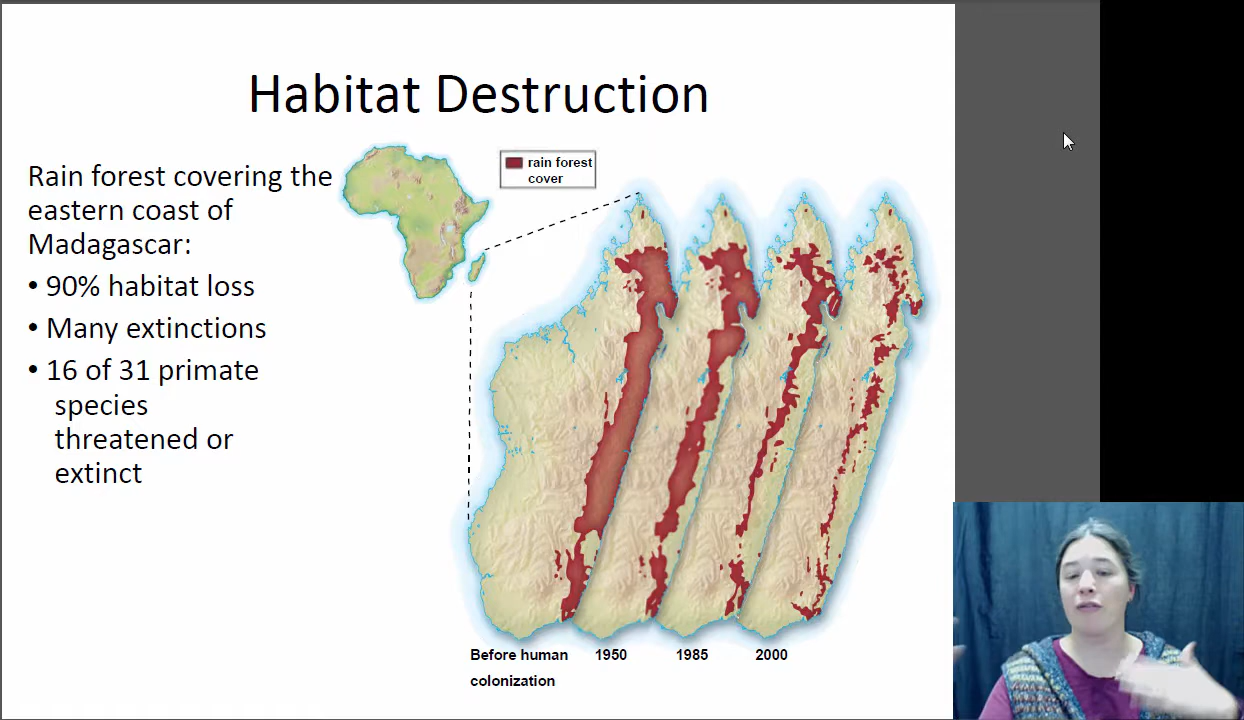 Habitat Destruction
Rain forest covering the
eastern coast of
Madagascar:
• 90% habitat loss
• Many extinctions
• 16 of 31 primate
species
threatened or
extinct
rain forest
cover
Before human
colonization
1950
1985
2000